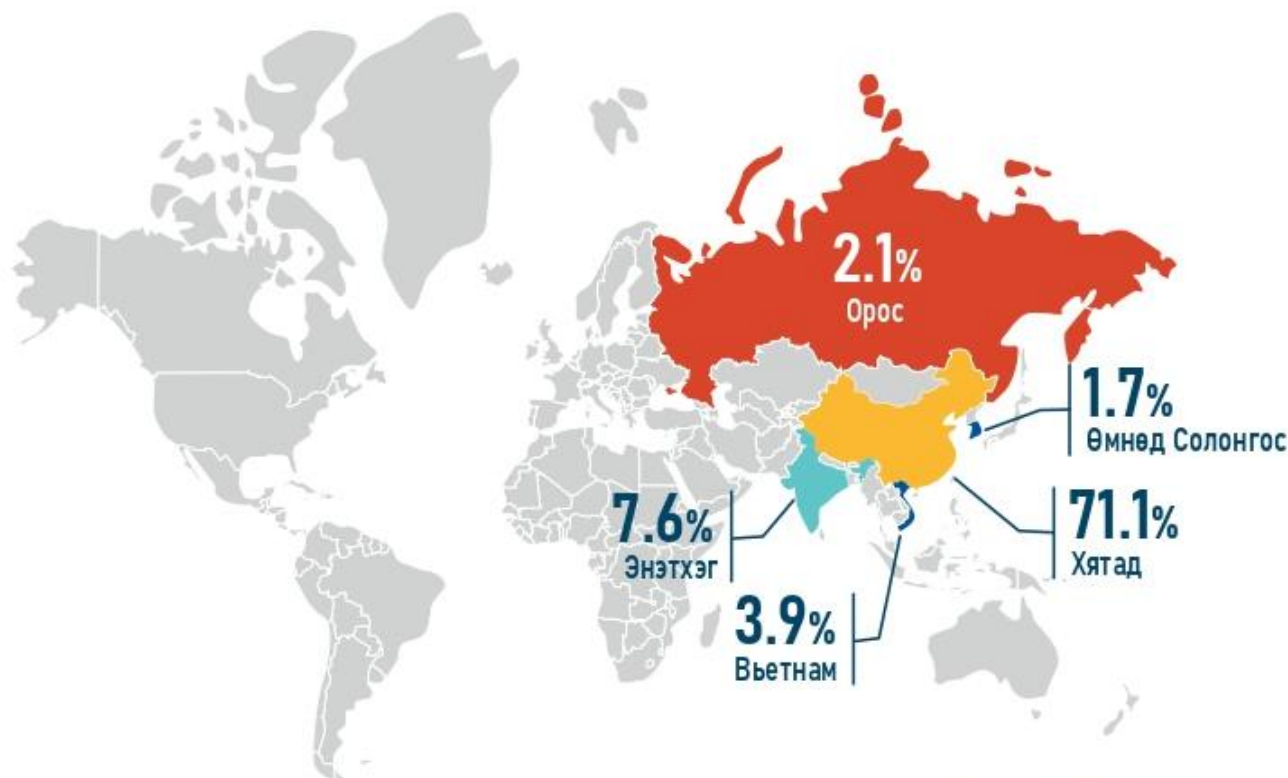 2.1%
Орос
1.7%
Өмнөд Солонгос
7.6%
Энэтхэг
71.1%
Хятад
3.9%
Вьетнам